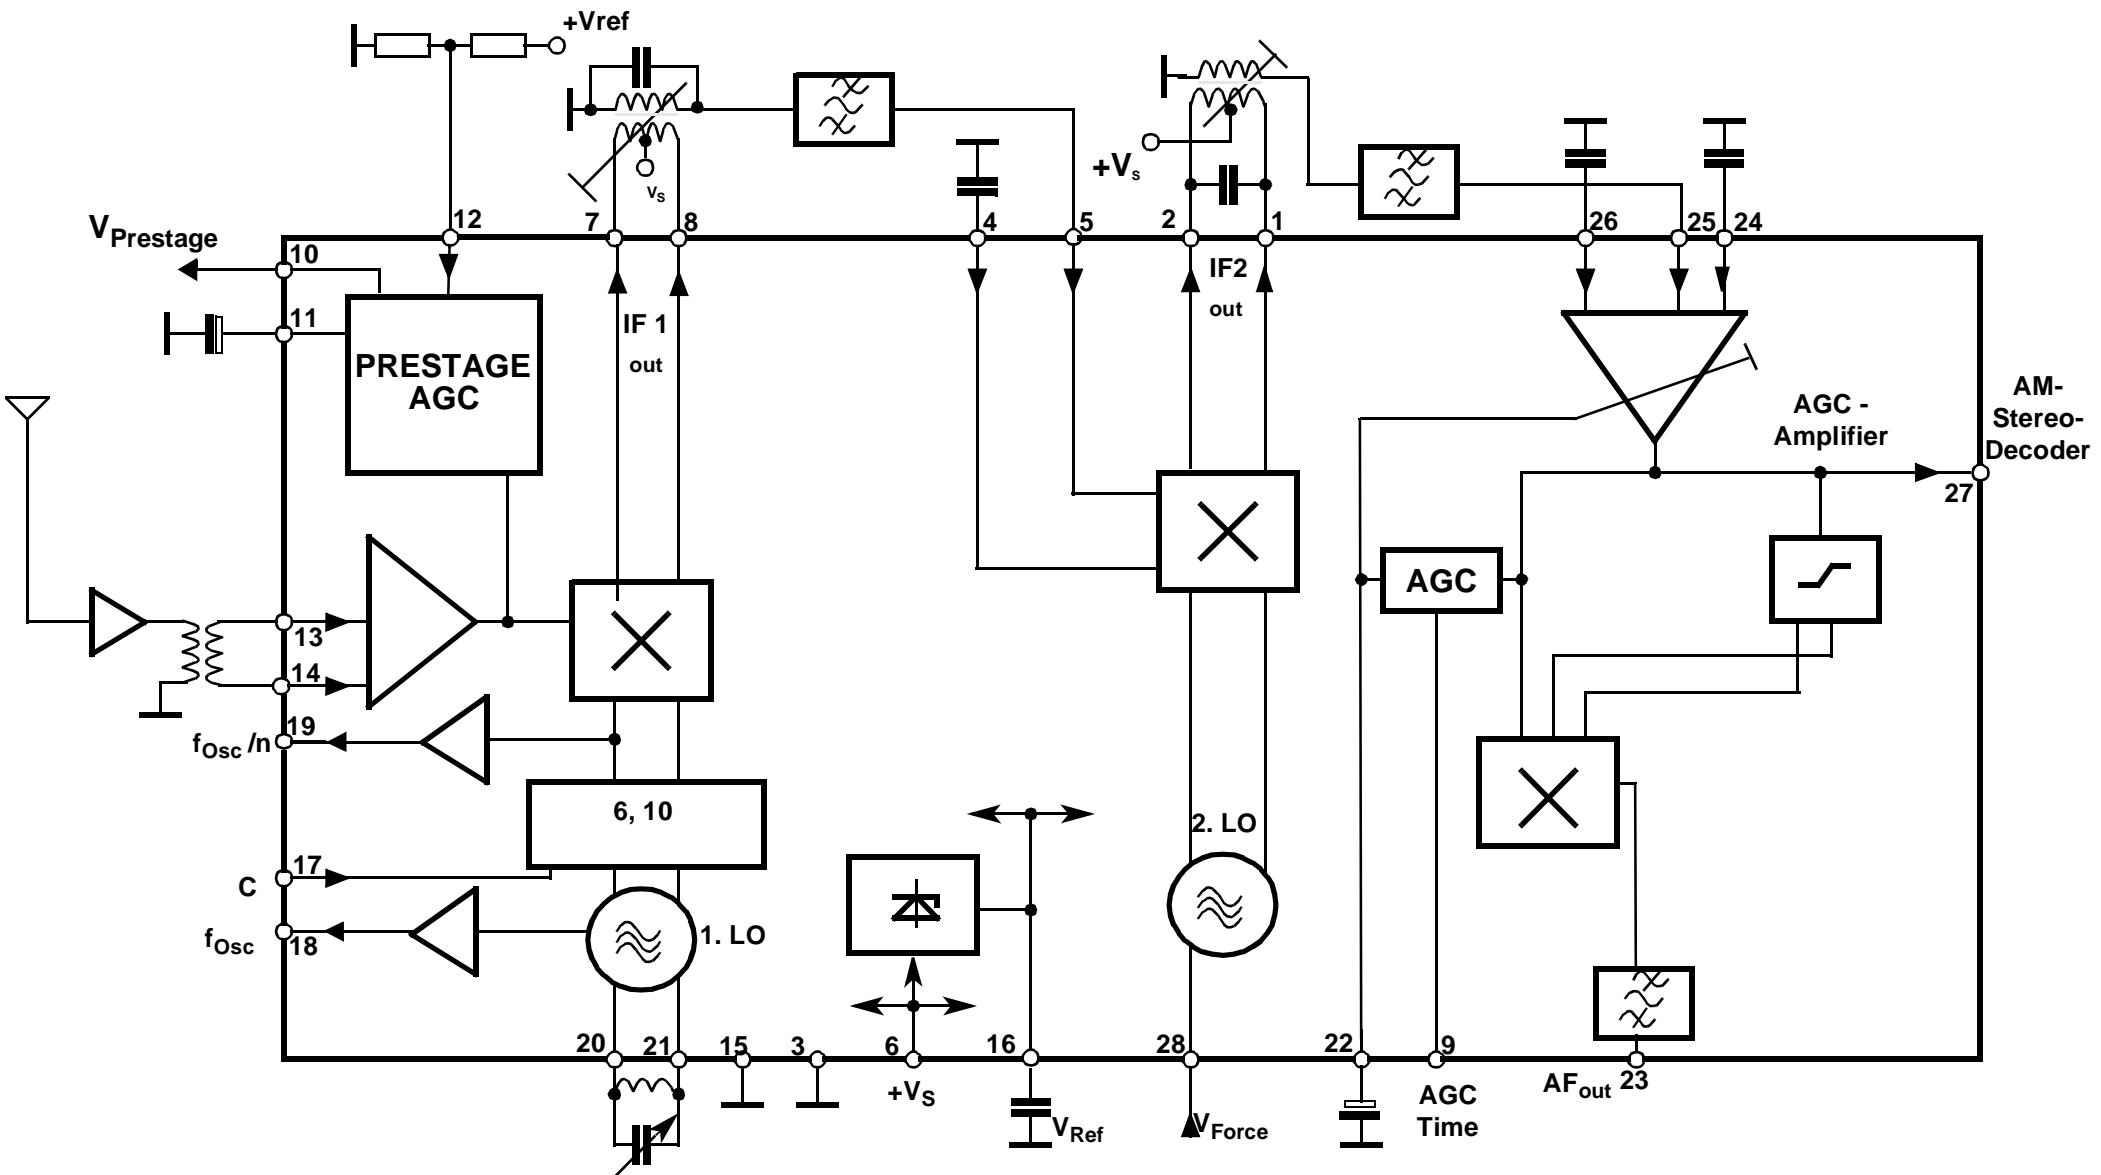 +Vref
Vs
+Vs
12
7
8
4
5
2
1
26
25
24
VPrestage
10
11
IF 1
out
IF2
out
PRESTAGE
AGC
AGC -
Amplifier
AM-
Stereo-
Decoder
27
AGC
13
14
19
fOsc /n
6, 10
2. LO
17
C
fOsc
18
1. LO
20
21
15
3
6
16
28
22
9
+VS
VRef
VForce
AGC
Time
AFout
23